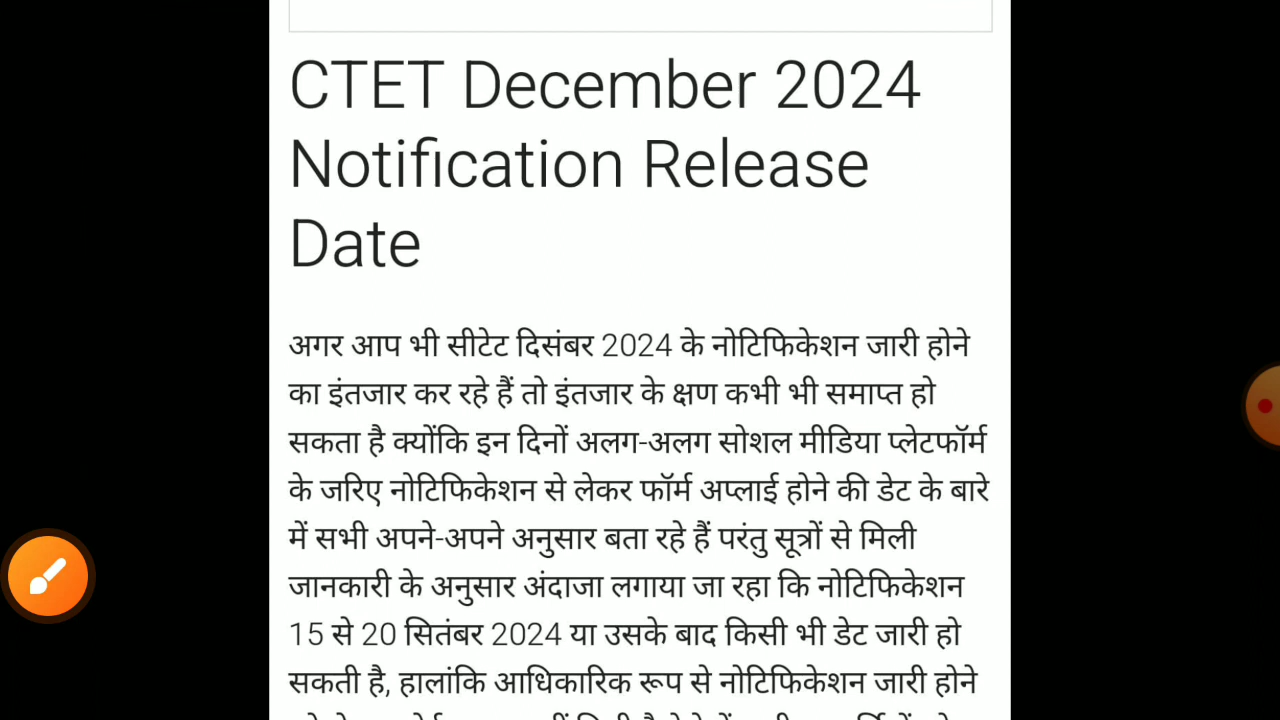 CTET December 2024
Notification Release
Date
अगर आप भी सीटेट दिसंबर 2024 के नोटिफिकेशन जारी होने
का इंतजार कर रहे हैं तो इंतजार के क्षण कभी भी समाप्त हो
सकता है क्योंकि इन दिनों अलग-अलग सोशल मीडिया प्लेटफॉर्म
के जरिए नोटिफिकेशन से लेकर फॉर्म अप्लाई होने की डेट के बारे
में सभी अपने-अपने अनुसार बता रहे हैं परंतु सूत्रों से मिली
जानकारी के अनुसार अंदाजा लगाया जा रहा कि नोटिफिकेशन
15 से 20 सितंबर 2024 या उसके बाद किसी भी डेट जारी हो
सकती है, हालांकि आधिकारिक रूप से नोटिफिकेशन जारी होने